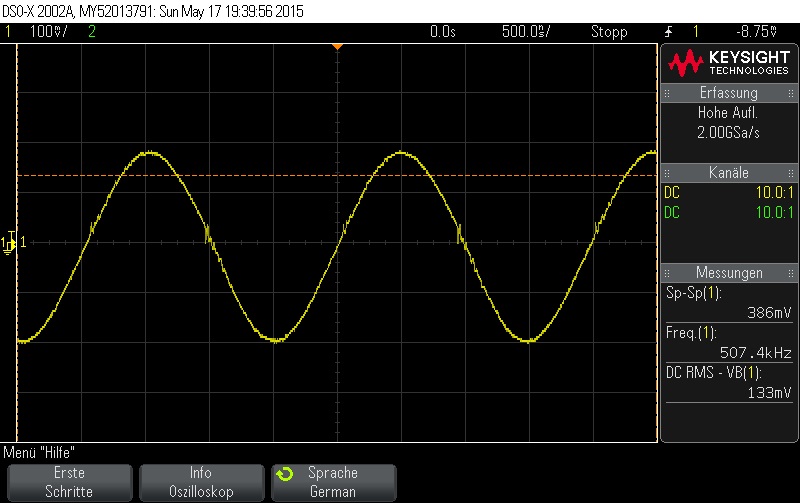 DSO-X 2002A, MY52013791: Sun May 17 19:39:56 2015
1 100℧/ 2 0.0s 500.0s/ Stopp 1 -8.75℧
KEYSIGHT
TECHNOLOGIES
Erfassung
Hohe Aufl.
2.00GSa/s
Kanäle
DC 10.0:1
DC 10.0:1
Messungen
Sp-Sp(1):
386mV
Freq.(1):
507.4kHz
DC RMS - VB(1):
133mV
1 T 1
Menü "Hilfe"
Erste
Schritte
Info
Oszilloskop
Sprache
German